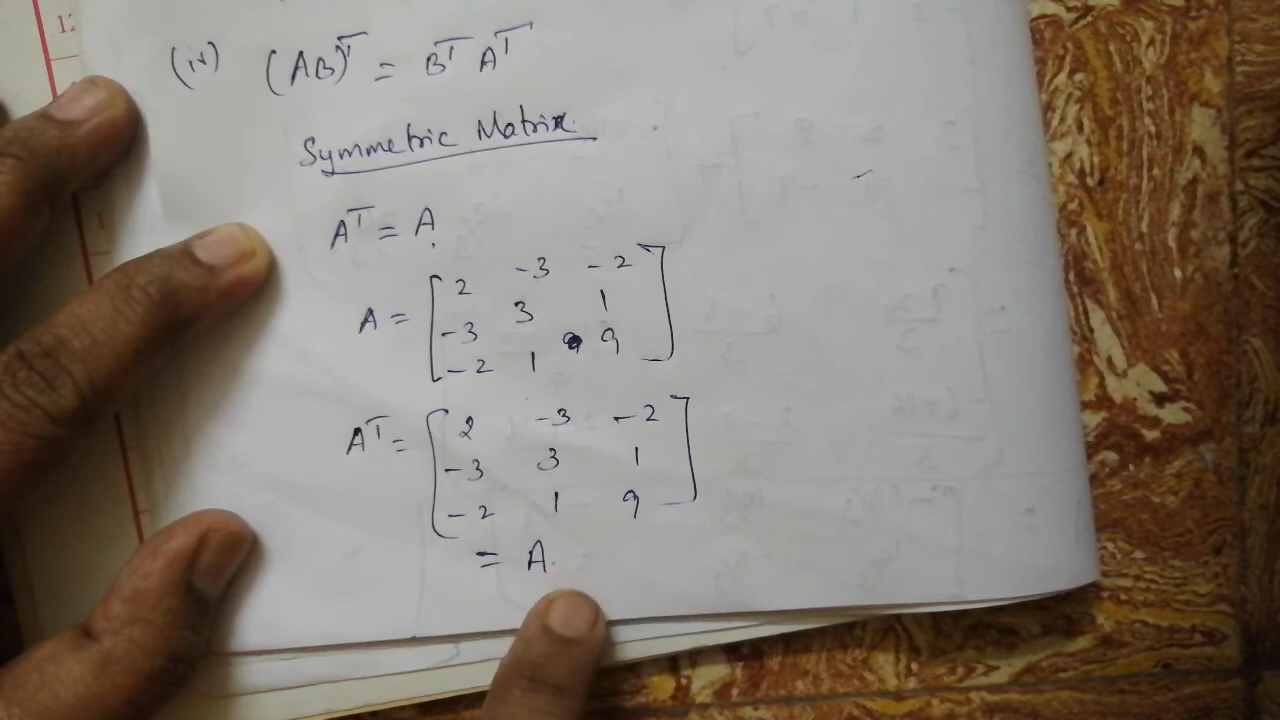 (iv) (AB)ᵀ = Bᵀ Aᵀ
Symmetric Matrix
Aᵀ = A.
A = [ 2 -3 -2
-3 3 1
-2 1 9 ]
Aᵀ = [ 2 -3 -2
-3 3 1
-2 1 9 ]
= A.